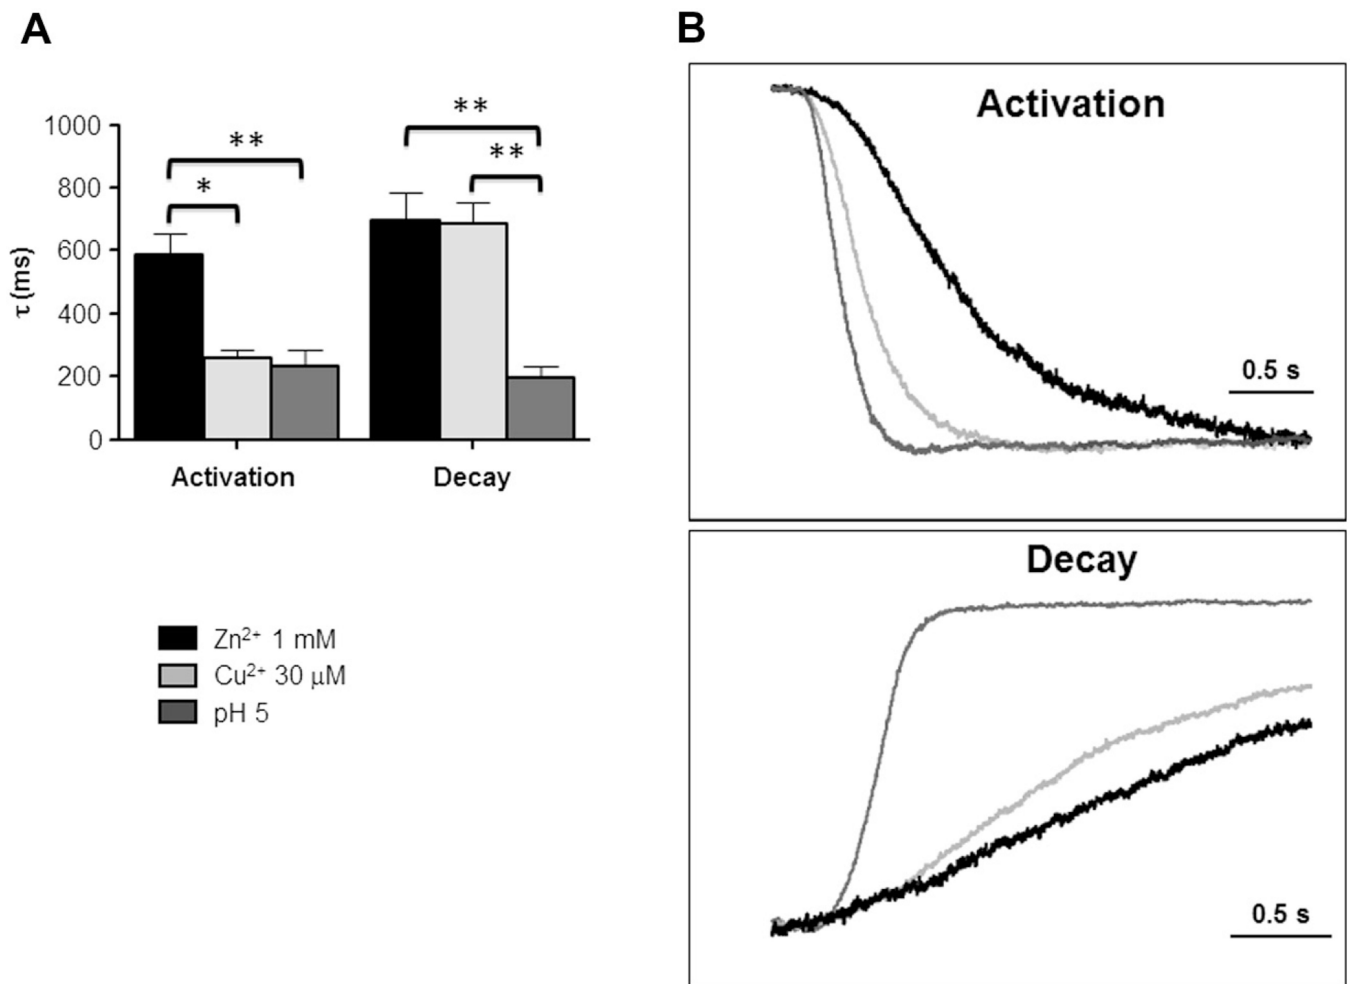 A
1000
800
600
400
200
0
τ (ms)
**
*
**
**
Activation
Decay
Zn²⁺ 1 mM
Cu²⁺ 30 μM
pH 5
B
Activation
0.5 s
Decay
0.5 s